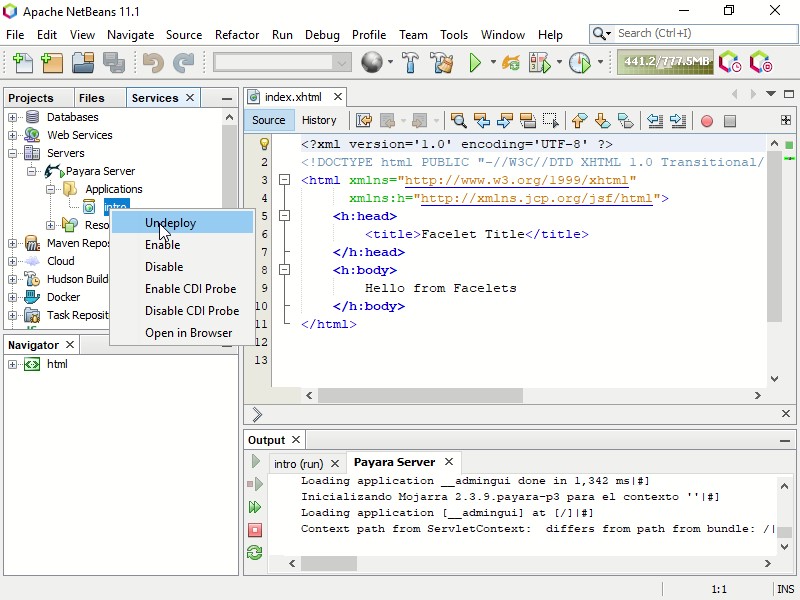 Apache NetBeans 11.1
File Edit View Navigate Source Refactor Run Debug Profile Team Tools Window Help Search (Ctrl+I)
441.2/777.5MB
Projects Files Services
Databases
Web Services
Servers
Payara Server
Applications
intro
Reso
Maven Repos
Cloud
Hudson Build
Docker
Task Reposit
Undeploy
Enable
Disable
Enable CDI Probe
Disable CDI Probe
Open in Browser
Navigator
html
index.xhtml
Source History
<?xml version='1.0' encoding='UTF-8' ?>
2 <!DOCTYPE html PUBLIC "-//W3C//DTD XHTML 1.0 Transitional/
3 <html xmlns="http://www.w3.org/1999/xhtml"
4 xmlns:h="http://xmlns.jcp.org/jsf/html">
5 <h:head>
6 <title>Facelet Title</title>
7 </h:head>
8 <h:body>
9 Hello from Facelets
10 </h:body>
11 </html>
12
13
Output
intro (run) Payara Server
Loading application __admingui done in 1,342 ms|#]
Inicializando Mojarra 2.3.9.payara-p3 para el contexto ''|#]
Loading application [__admingui] at [/]|#]
Context path from ServletContext: differs from path from bundle: /|
1:1 INS